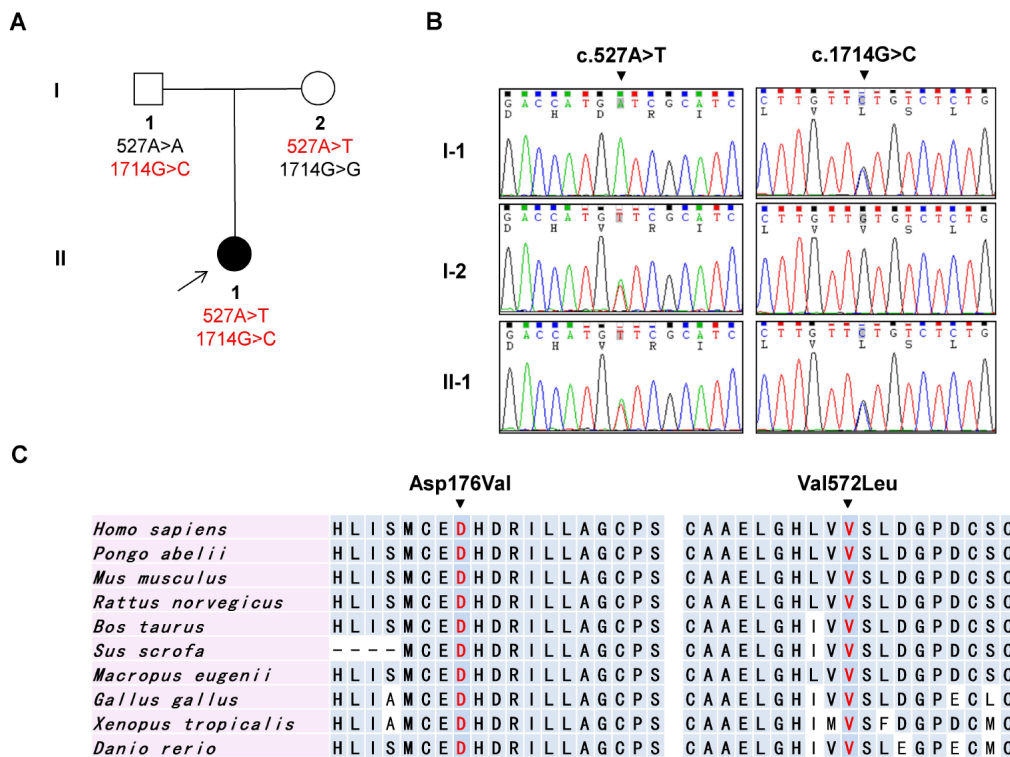 A
I
1
527A>A
1714G>C
2
527A>T
1714G>G
II
1
527A>T
1714G>C
B
c.527A>T c.1714G>C
I-1
G A C C A T G A T C G C A T C
D H D R I
C T T G T T C T G T C T C T G
L V L S L
I-2
G A C C A T G T T C G C A T C
D H V R I
C T T G T T G T G T C T C T G
L V V S L
II-1
G A C C A T G T T C G C A T C
D H V R I
C T T G T T C T G T C T C T G
L V L S L
C
Asp176Val Val572Leu
Homo sapiens H L I S M C E D H D R I L L A G C P S C A A E L G H L V V S L D G P D C S C
Pongo abelii H L I S M C E D H D R I L L A G C P S C A A E L G H L V V S L D G P D C S C
Mus musculus H L I S M C E D H D R I L L A G C P S C A A E L G H L V V S L D G P D C S C
Rattus norvegicus H L I S M C E D H D R I L L A G C P S C A A E L G H L V V S L D G P D C S C
Bos taurus H L I S M C E D H D R I L L A G C P S C A A E L G H I V V S L D G P D C S C
Sus scrofa - - - - M C E D H D R I L L A G C P S C A A E L G H I V V S L D G P D C S C
Macropus eugenii H L I S M C E D H D R I L L A G C P S C A A E L G H L V V S L D G P D C S C
Gallus gallus H L I A M C E D H D R I L L A G C P S C A A E L G H I V V S L D G P E C L C
Xenopus tropicalis H L I A M C E D H D R I L L A G C P S C A A E L G H I M V S F D G P D C M C
Danio rerio H L I S M C E D H D R I L L A G C P S C A A E L G H I V V S L E G P E C M C